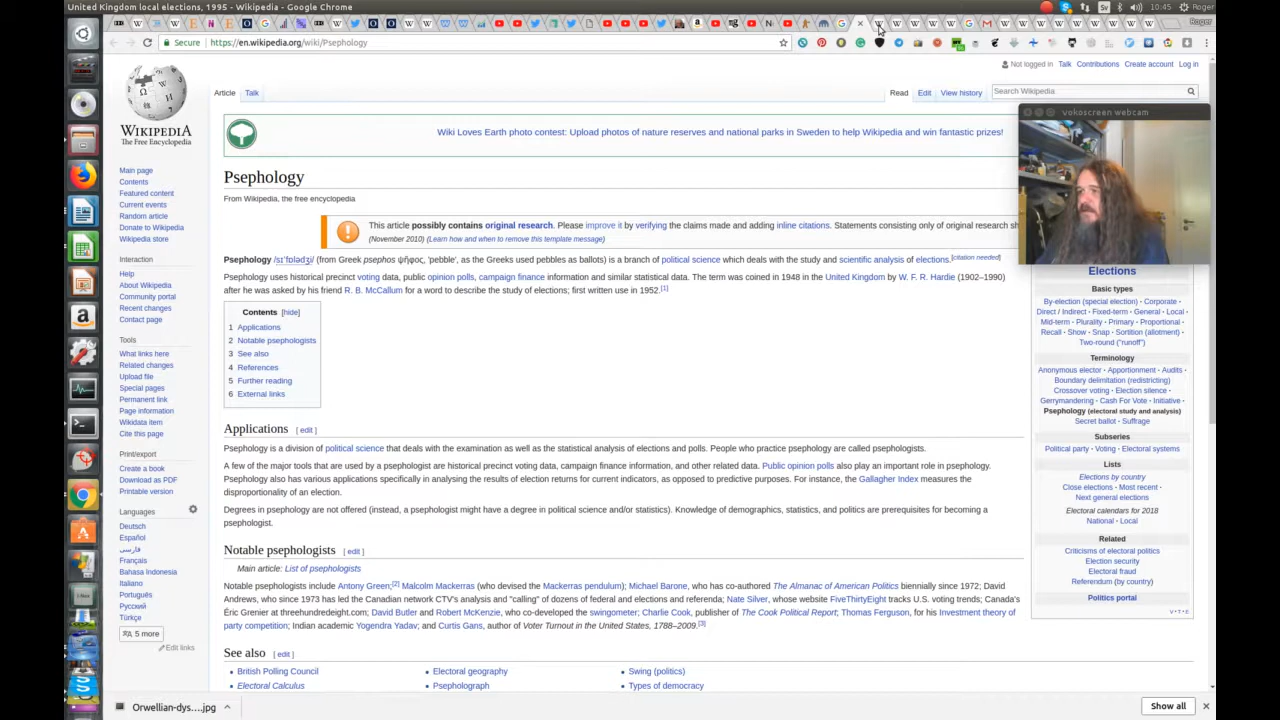 United Kingdom local elections, 1995 - Wikipedia - Google Chrome
Sv
10:45
Roger
Roger
Secure
https://en.wikipedia.org/wiki/Psephology
Not logged in Talk Contributions Create account Log in
Article Talk
Read Edit View history
Search Wikipedia
WIKIPEDIA
The Free Encyclopedia
Vokoscreen webcam
Wiki Loves Earth photo contest: Upload photos of nature reserves and national parks in Sweden to help Wikipedia and win fantastic prizes!
Main page
Contents
Featured content
Current events
Random article
Donate to Wikipedia
Wikipedia store
Interaction
Help
About Wikipedia
Community portal
Recent changes
Contact page
Tools
What links here
Related changes
Upload file
Special pages
Permanent link
Page information
Wikidata item
Cite this page
Print/export
Create a book
Download as PDF
Printable version
Languages
Deutsch
Español
فارسی
Français
Bahasa Indonesia
Italiano
Português
Русский
Türkçe
5 more
Edit links
Psephology
From Wikipedia, the free encyclopedia
This article possibly contains original research. Please improve it by verifying the claims made and adding inline citations. Statements consisting only of original research sh
(November 2010) (Learn how and when to remove this template message)
Psephology /sɪˈfɒlədʒi/ (from Greek psephos ψῆφος, 'pebble', as the Greeks used pebbles as ballots) is a branch of political science which deals with the study and scientific analysis of elections.[citation needed]
Psephology uses historical precinct voting data, public opinion polls, campaign finance information and similar statistical data. The term was coined in 1948 in the United Kingdom by W. F. R. Hardie (1902–1990)
after he was asked by his friend R. B. McCallum for a word to describe the study of elections; first written use in 1952.[1]
Contents [hide]
1 Applications
2 Notable psephologists
3 See also
4 References
5 Further reading
6 External links
Applications [ edit ]
Psephology is a division of political science that deals with the examination as well as the statistical analysis of elections and polls. People who practice psephology are called psephologists.
A few of the major tools that are used by a psephologist are historical precinct voting data, campaign finance information, and other related data. Public opinion polls also play an important role in psephology.
Psephology also has various applications specifically in analysing the results of election returns for current indicators, as opposed to predictive purposes. For instance, the Gallagher Index measures the
disproportionality of an election.
Degrees in psephology are not offered (instead, a psephologist might have a degree in political science and/or statistics). Knowledge of demographics, statistics, and politics are prerequisites for becoming a
psephologist.
Notable psephologists [ edit ]
Main article: List of psephologists
Notable psephologists include Antony Green;[2] Malcolm Mackerras (who devised the Mackerras pendulum); Michael Barone, who has co-authored The Almanac of American Politics biennially since 1972; David
Andrews, who since 1973 has led the Canadian network CTV's analysis and "calling" of dozens of federal and elections and referenda; Nate Silver, whose website FiveThirtyEight tracks U.S. voting trends; Canada's
Éric Grenier at threehundredeight.com; David Butler and Robert McKenzie, who co-developed the swingometer; Charlie Cook, publisher of The Cook Political Report; Thomas Ferguson, for his Investment theory of
party competition; Indian academic Yogendra Yadav; and Curtis Gans, author of Voter Turnout in the United States, 1788–2009.[3]
See also [ edit ]
British Polling Council
Electoral Calculus
Electoral geography
Psephograph
Swing (politics)
Types of democracy
Elections
Basic types
By-election (special election) · Corporate ·
Direct / Indirect · Fixed-term · General · Local ·
Mid-term · Plurality · Primary · Proportional ·
Recall · Show · Snap · Sortition (allotment) ·
Two-round ("runoff")
Terminology
Anonymous elector · Apportionment · Audits ·
Boundary delimitation (redistricting)
Crossover voting · Election silence ·
Gerrymandering · Cash For Vote · Initiative ·
Psephology (electoral study and analysis)
Secret ballot · Suffrage
Subseries
Political party · Voting · Electoral systems
Lists
Elections by country
Close elections · Most recent ·
Next general elections
Electoral calendars for 2018
National · Local
Related
Criticisms of electoral politics
Election security
Electoral fraud
Referendum (by country)
Politics portal
V · T · E
Orwellian-dys....jpg
Show all